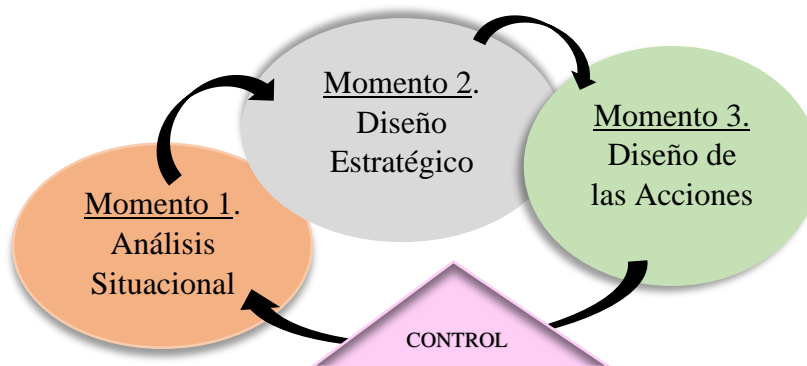 Momento 1.
Análisis
Situacional
Momento 2.
Diseño
Estratégico
Momento 3.
Diseño de
las Acciones
CONTROL